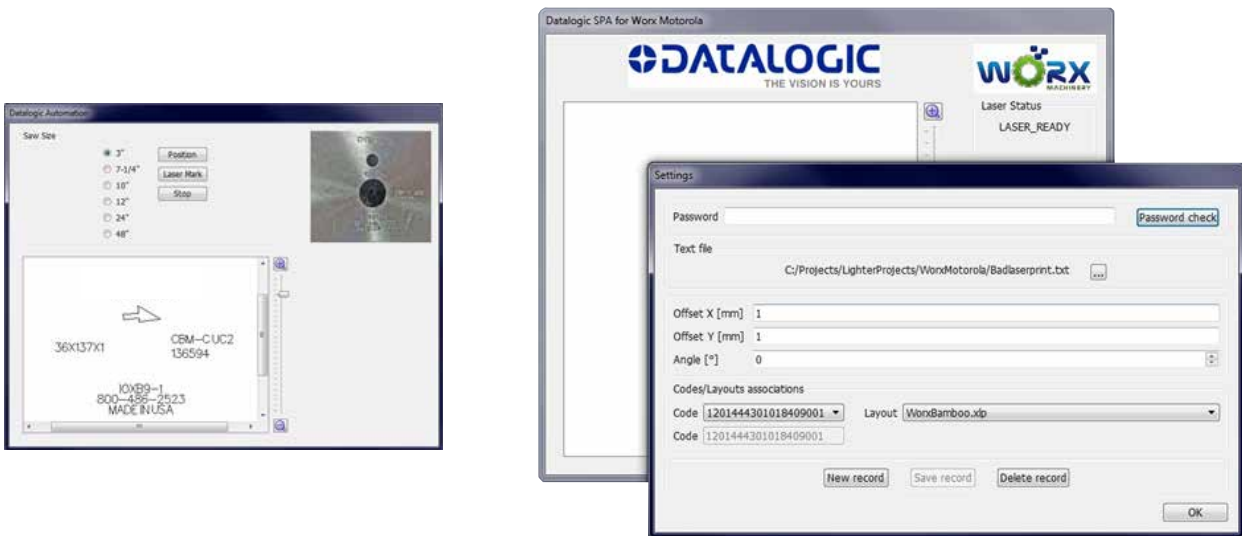 Datalogic Automation
Saw Size
3"
7-1/4"
10"
12"
24"
48"
Position
Laser Mark
Stop
36X137X1
CBM-CUC2
136594
10XB9-1
800-486-2523
MADE IN USA
Datalogic SPA for Worx Motorola
DATALOGIC
THE VISION IS YOURS
WORX
MACHINERY
Laser Status
LASER_READY
Settings
Password
Password check
Text file
C:/Projects/LighterProjects/WorxMotorola/Badlaserprint.txt
...
Offset X [mm] 1
Offset Y [mm] 1
Angle [°] 0
Codes/Layouts associations
Code 1201444301018409001 Layout WorxBamboo.xlp
Code 1201444301018409001
New record Save record Delete record
OK